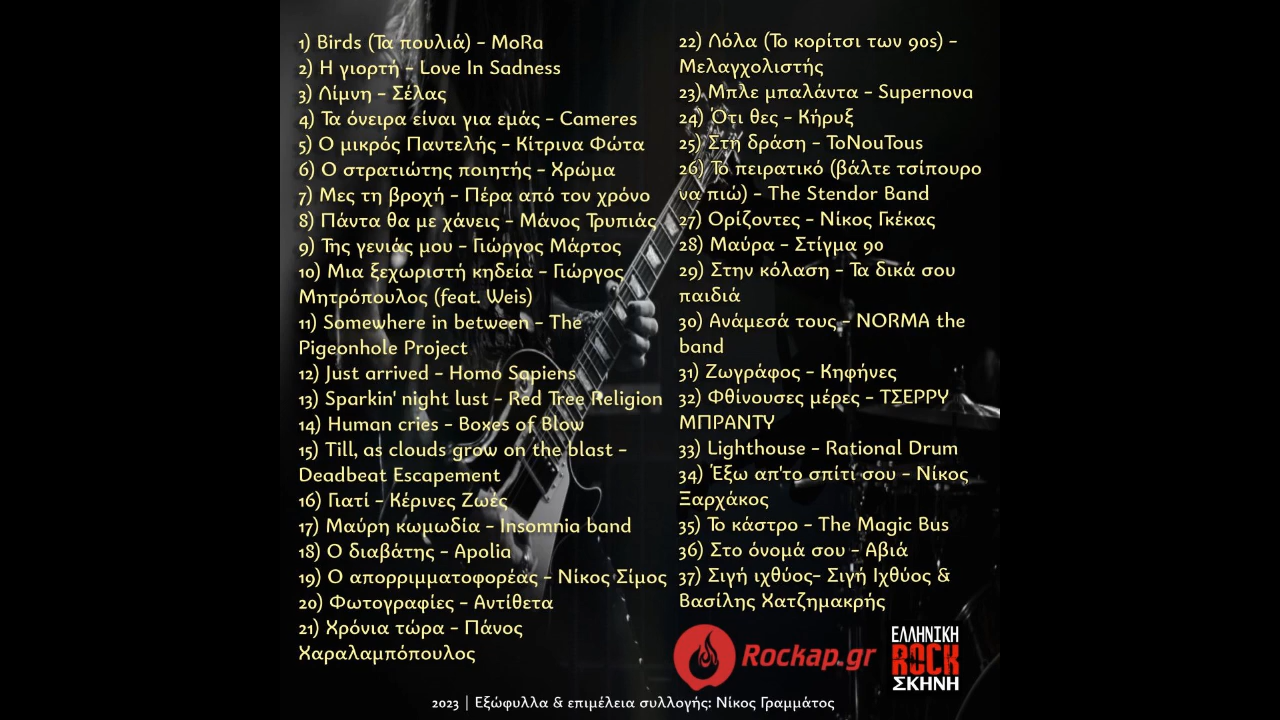 1) Birds (Τα πουλιά) - MoRa
2) Η γιορτή - Love In Sadness
3) Λίμνη - Σέλας
4) Τα όνειρα είναι για εμάς - Cameres
5) Ο μικρός Παντελής - Κίτρινα Φώτα
6) Ο στρατιώτης ποιητής - Χρώμα
7) Μες τη βροχή - Πέρα από τον χρόνο
8) Πάντα θα με χάνεις - Μάνος Τρυπιάς
9) Της γενιάς μου - Γιώργος Μάρτος
10) Μια ξεχωριστή κηδεία - Γιώργος
Μητρόπουλος (feat. Weis)
11) Somewhere in between - The
Pigeonhole Project
12) Just arrived - Homo Sapiens
13) Sparkin' night lust - Red Tree Religion
14) Human cries - Boxes of Blow
15) Till, as clouds grow on the blast -
Deadbeat Escapement
16) Γιατί - Κέρινες Ζωές
17) Μαύρη κωμωδία - Insomnia band
18) Ο διαβάτης - Apolia
19) Ο απορριμματοφορέας - Νίκος Σίμος
20) Φωτογραφίες - Αντίθετα
21) Χρόνια τώρα - Πάνος
Χαραλαμπόπουλος
22) Λόλα (Το κορίτσι των 90s) -
Μελαγχολιστής
23) Μπλε μπαλάντα - Supernova
24) Ότι θες - Κήρυξ
25) Στη δράση - ToNouTous
26) Το πειρατικό (βάλτε τσίπουρο
να πιώ) - The Stendor Band
27) Ορίζοντες - Νίκος Γκέκας
28) Μαύρα - Στίγμα 90
29) Στην κόλαση - Τα δικά σου
παιδιά
30) Ανάμεσά τους - NORMA the
band
31) Ζωγράφος - Κηφήνες
32) Φθίνουσες μέρες - ΤΣΕΡΡΥ
ΜΠΡΑΝΤΥ
33) Lighthouse - Rational Drum
34) Έξω απ'το σπίτι σου - Νίκος
Ξαρχάκος
35) Το κάστρο - The Magic Bus
36) Στο όνομά σου - Αβιά
37) Σιγή ιχθύος- Σιγή Ιχθύος &
Βασίλης Χατζημακρής
Rockap.gr
ΕΛΛΗΝΙΚΗ
ROCK
ΣΚΗΝΗ
2023 | Εξώφυλλα & επιμέλεια συλλογής: Νίκος Γραμμάτος